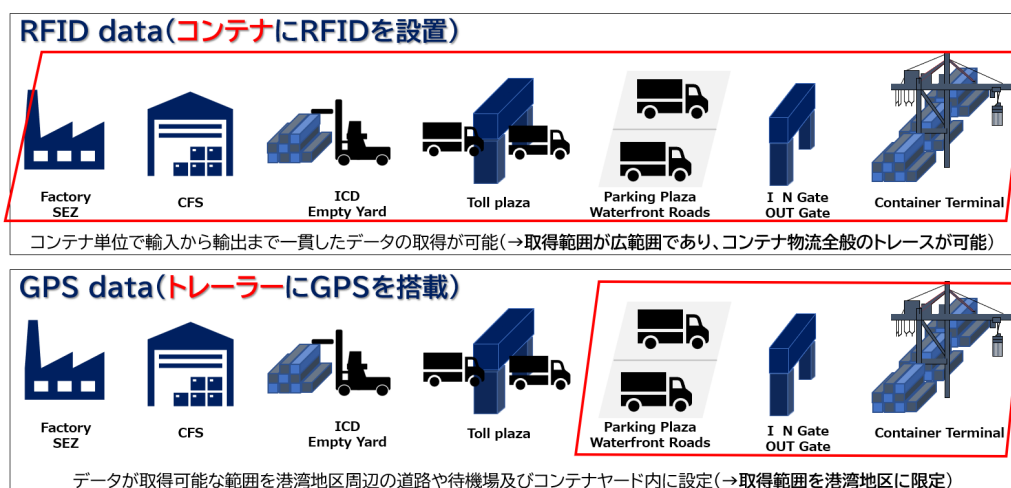 RFID data(コンテナにRFIDを設置)
Factory
SEZ
CFS
ICD
Empty Yard
Toll plaza
Parking Plaza
Waterfront Roads
I N Gate
OUT Gate
Container Terminal
コンテナ単位で輸入から輸出まで一貫したデータの取得が可能(→取得範囲が広範囲であり、コンテナ物流全般のトレースが可能)
GPS data(トレーラーにGPSを搭載)
Factory
SEZ
CFS
ICD
Empty Yard
Toll plaza
Parking Plaza
Waterfront Roads
I N Gate
OUT Gate
Container Terminal
データが取得可能な範囲を港湾地区周辺の道路や待機場及びコンテナヤード内に設定(→取得範囲を港湾地区に限定)